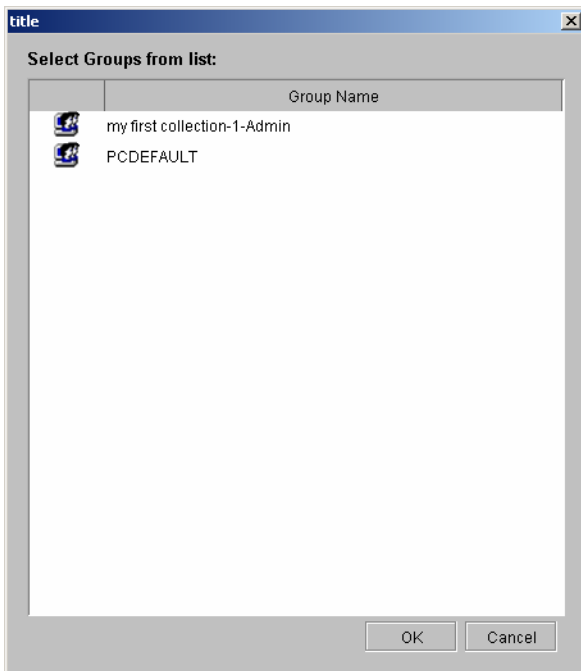 title
Select Groups from list:
Group Name
my first collection-1-Admin
PCDEFAULT
OK Cancel